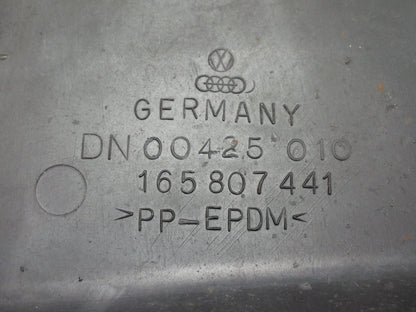 GERMANY
DN 00425 010
165 807 441
>PP-EPDM<